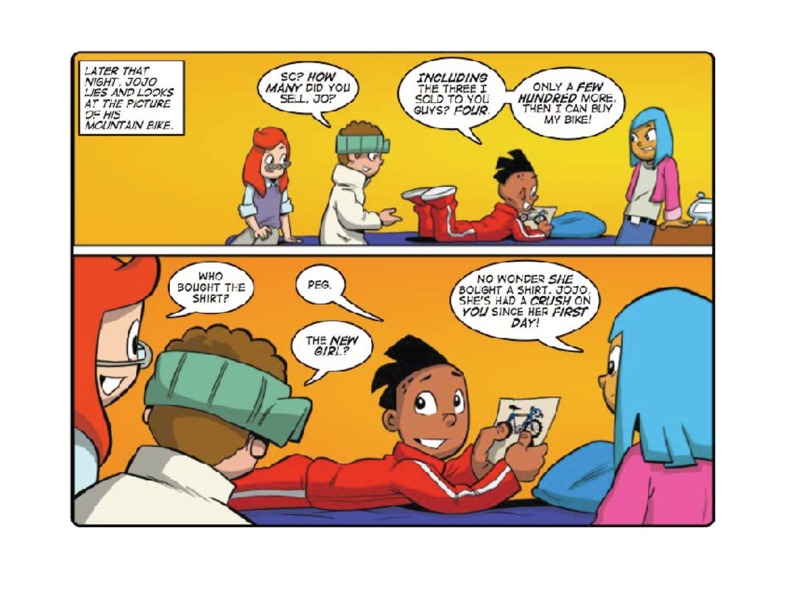 LATER THAT
NIGHT, JOJO
LIES AND LOOKS
AT THE PICTURE
OF HIS
MOUNTAIN BIKE.
SO? HOW
MANY DID YOU
SELL, JO?
INCLUDING
THE THREE I
SOLD TO YOU
GUYS? FOUR.
ONLY A FEW
HUNDRED MORE,
THEN I CAN BUY
MY BIKE!
WHO
BOUGHT THE
SHIRT?
PEG.
THE NEW
GIRL?
NO WONDER SHE
BOUGHT A SHIRT, JOJO.
SHE'S HAD A CRUSH ON
YOU SINCE HER FIRST
DAY!